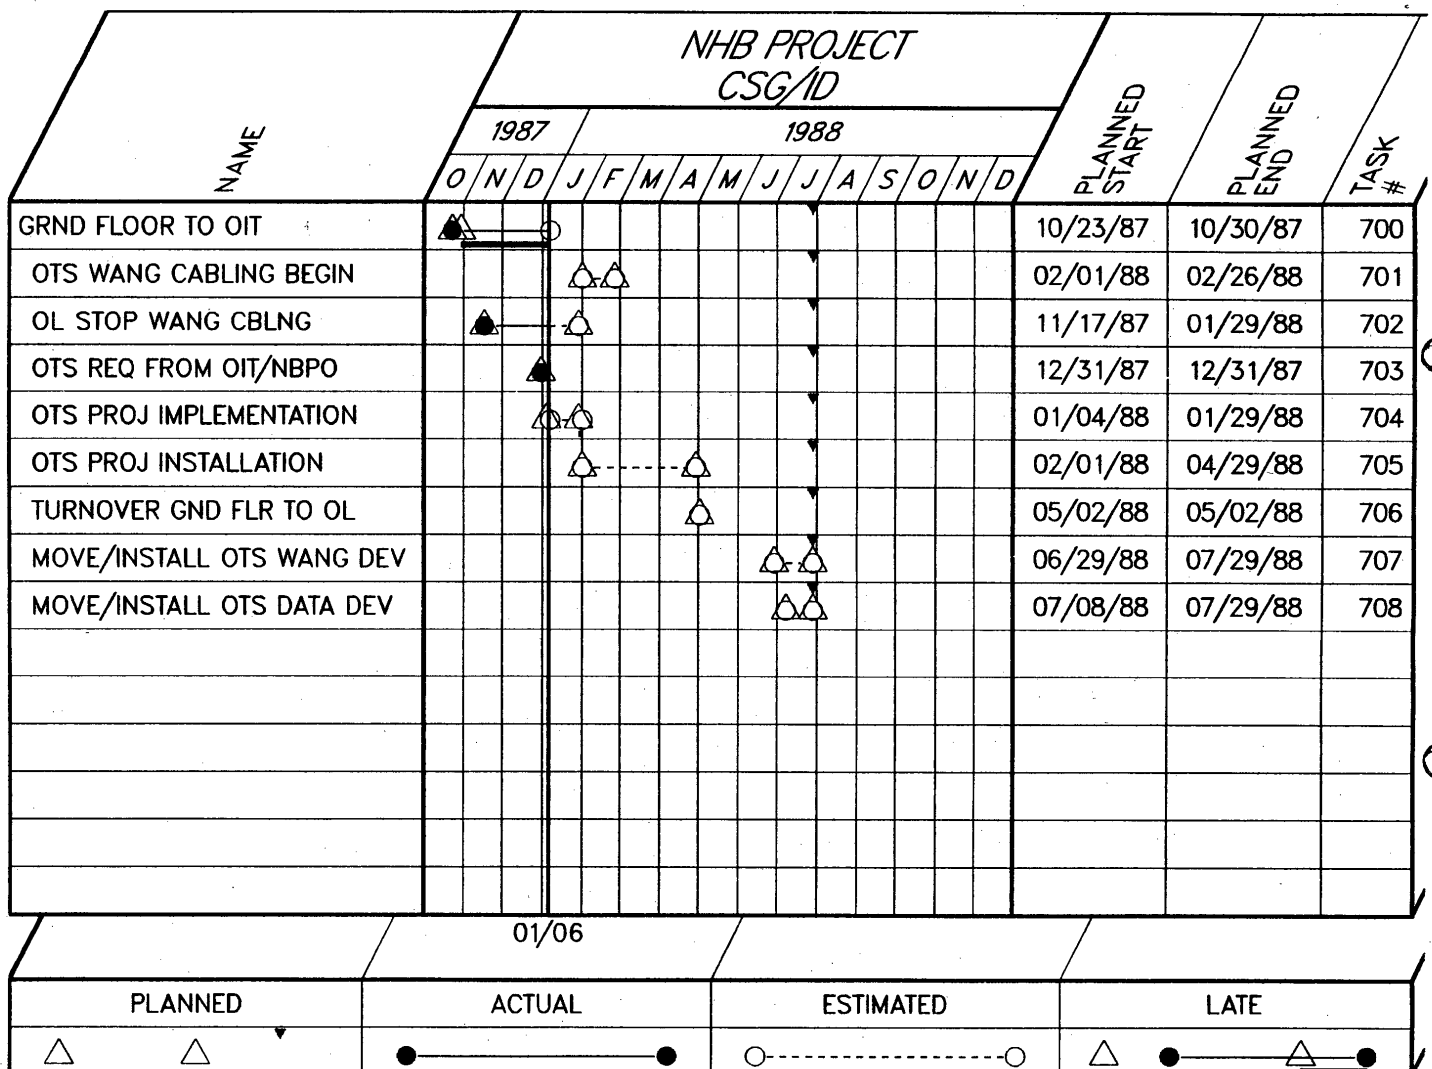 NHB PROJECT
CSG/ID
NAME
1987 1988
PLANNED START
PLANNED END
TASK #
O N D J F M A M J J A S O N D
GRND FLOOR TO OIT 10/23/87 10/30/87 700
OTS WANG CABLING BEGIN 02/01/88 02/26/88 701
OL STOP WANG CBLNG 11/17/87 01/29/88 702
OTS REQ FROM OIT/NBPO 12/31/87 12/31/87 703
OTS PROJ IMPLEMENTATION 01/04/88 01/29/88 704
OTS PROJ INSTALLATION 02/01/88 04/29/88 705
TURNOVER GND FLR TO OL 05/02/88 05/02/88 706
MOVE/INSTALL OTS WANG DEV 06/29/88 07/29/88 707
MOVE/INSTALL OTS DATA DEV 07/08/88 07/29/88 708
01/06
PLANNED ACTUAL ESTIMATED LATE